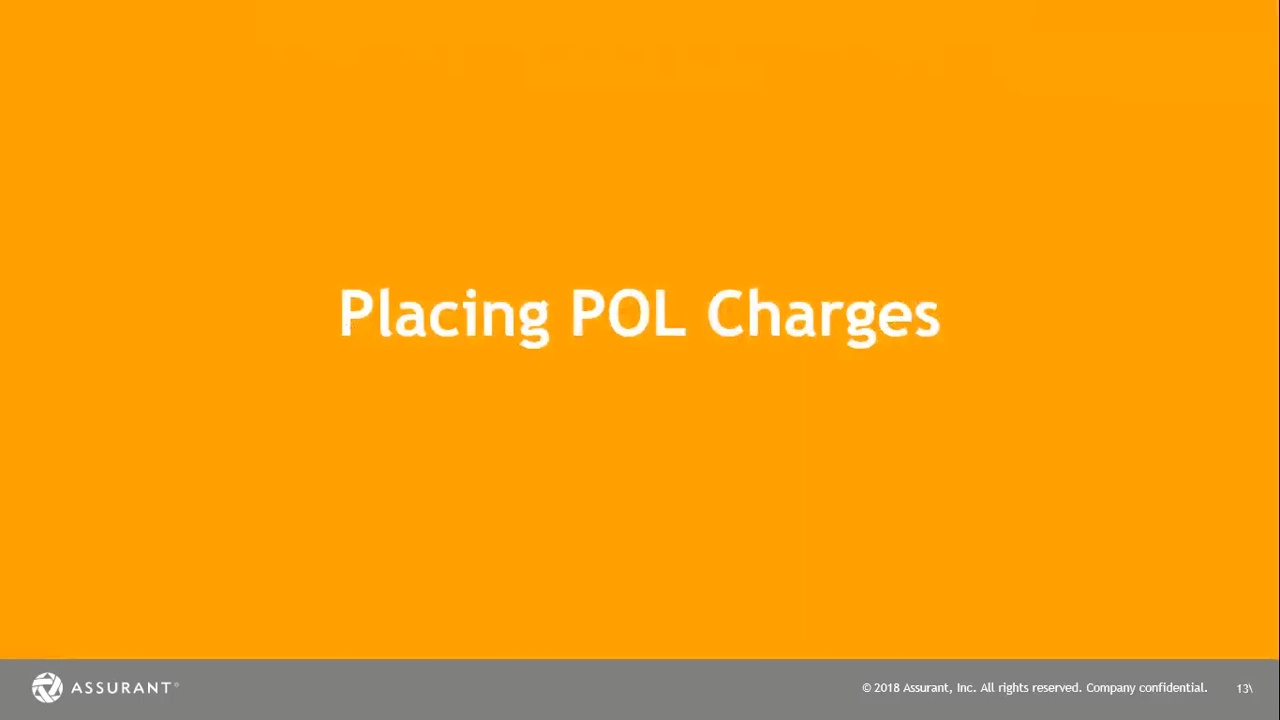 Placing POL Charges
ASSURANT®
© 2018 Assurant, Inc. All rights reserved. Company confidential.
13\